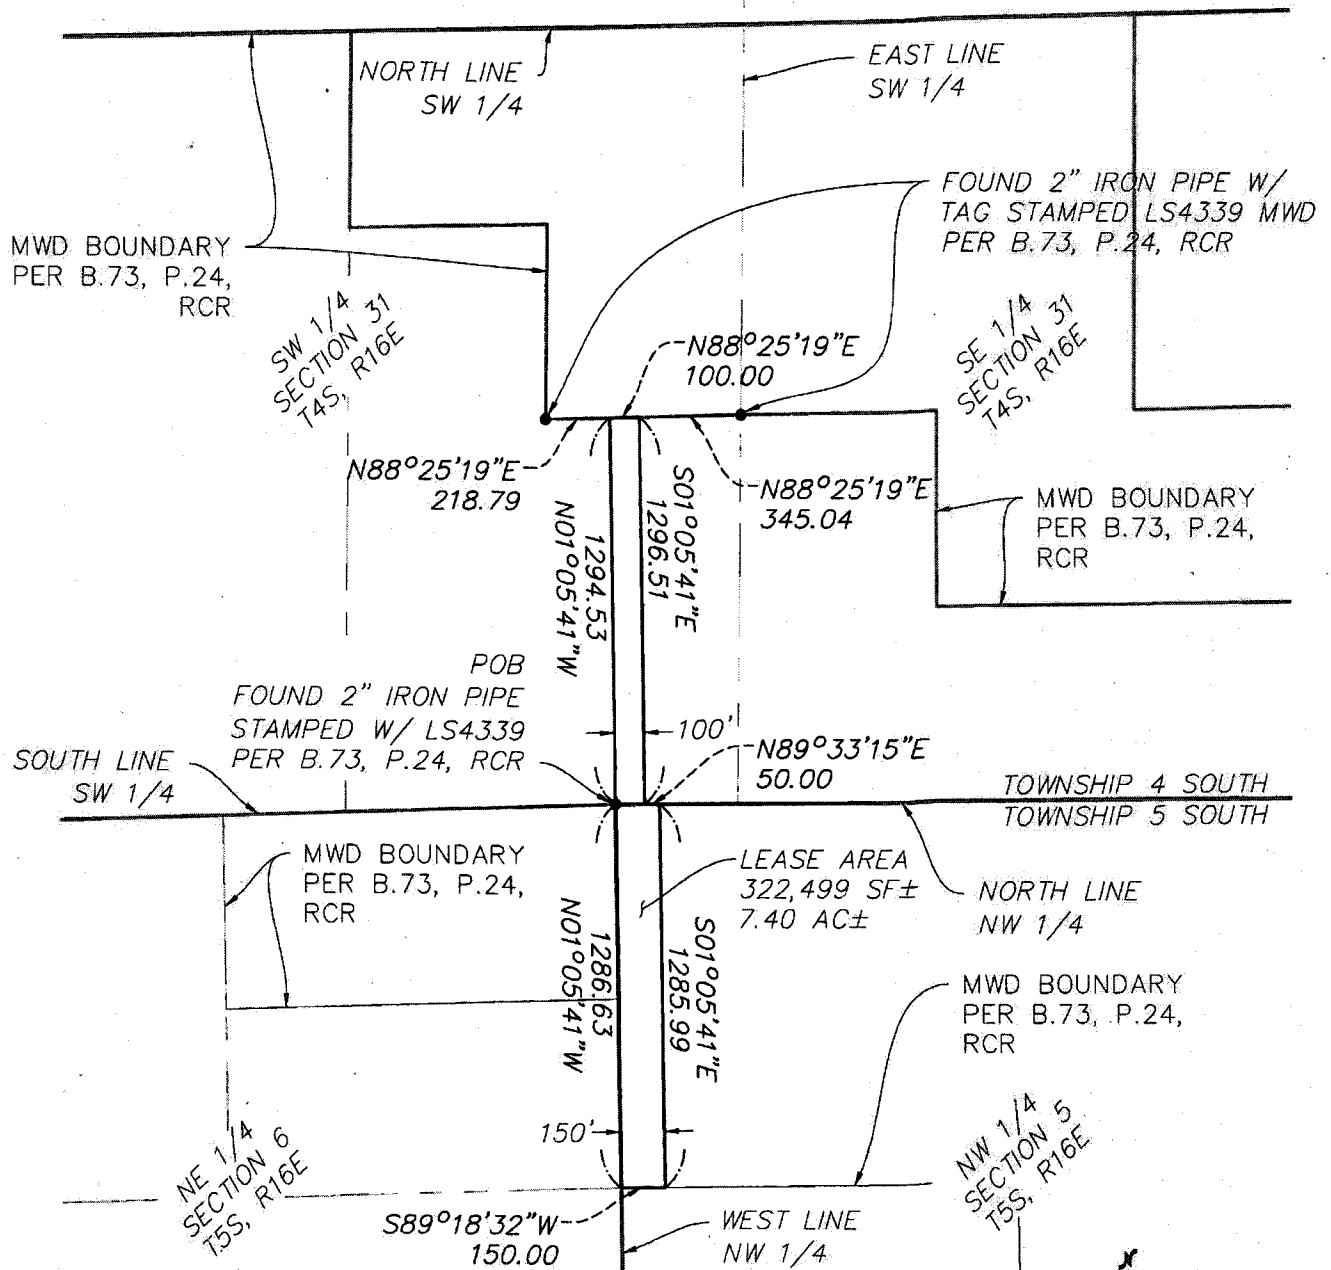 NORTH LINE
SW 1/4
EAST LINE
SW 1/4
FOUND 2" IRON PIPE W/
TAG STAMPED LS4339 MWD
PER B.73, P.24, RCR
MWD BOUNDARY
PER B.73, P.24,
RCR
SW 1/4
SECTION 31
T4S, R16E
SE 1/4
SECTION 31
T4S, R16E
N88°25'19"E
100.00
N88°25'19"E
218.79
N88°25'19"E
345.04
MWD BOUNDARY
PER B.73, P.24,
RCR
S01°05'41"E
1296.51
1294.53
N01°05'41"W
POB
FOUND 2" IRON PIPE
STAMPED W/ LS4339
PER B.73, P.24, RCR
100'
N89°33'15"E
50.00
SOUTH LINE
SW 1/4
TOWNSHIP 4 SOUTH
TOWNSHIP 5 SOUTH
MWD BOUNDARY
PER B.73, P.24,
RCR
LEASE AREA
322,499 SF±
7.40 AC±
NORTH LINE
NW 1/4
1286.63
N01°05'41"W
S01°05'41"E
1285.99
MWD BOUNDARY
PER B.73, P.24,
RCR
150'
NE 1/4
SECTION 6
T5S, R16E
NW 1/4
SECTION 5
T5S, R16E
S89°18'32"W
150.00
WEST LINE
NW 1/4